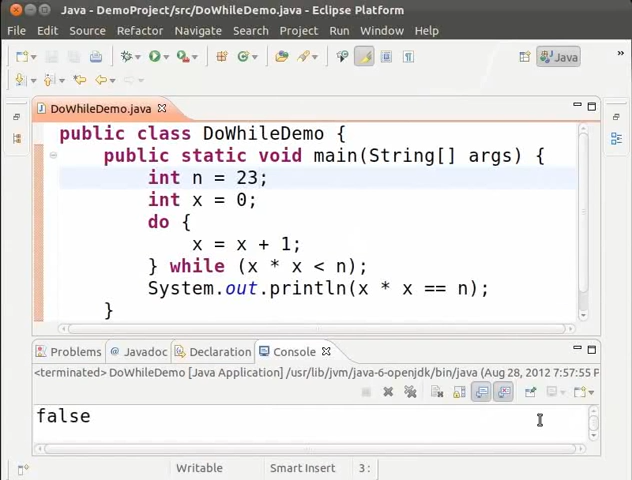 Java - DemoProject/src/DoWhileDemo.java - Eclipse Platform
File Edit Source Refactor Navigate Search Project Run Window Help
Java
DoWhileDemo.java
public class DoWhileDemo {
public static void main(String[] args) {
int n = 23;
int x = 0;
do {
x = x + 1;
} while (x * x < n);
System.out.println(x * x == n);
}
Problems Javadoc Declaration Console
<terminated> DoWhileDemo [Java Application] /usr/lib/jvm/java-6-openjdk/bin/java (Aug 28, 2012 7:57:55
false
Writable Smart Insert 3 :